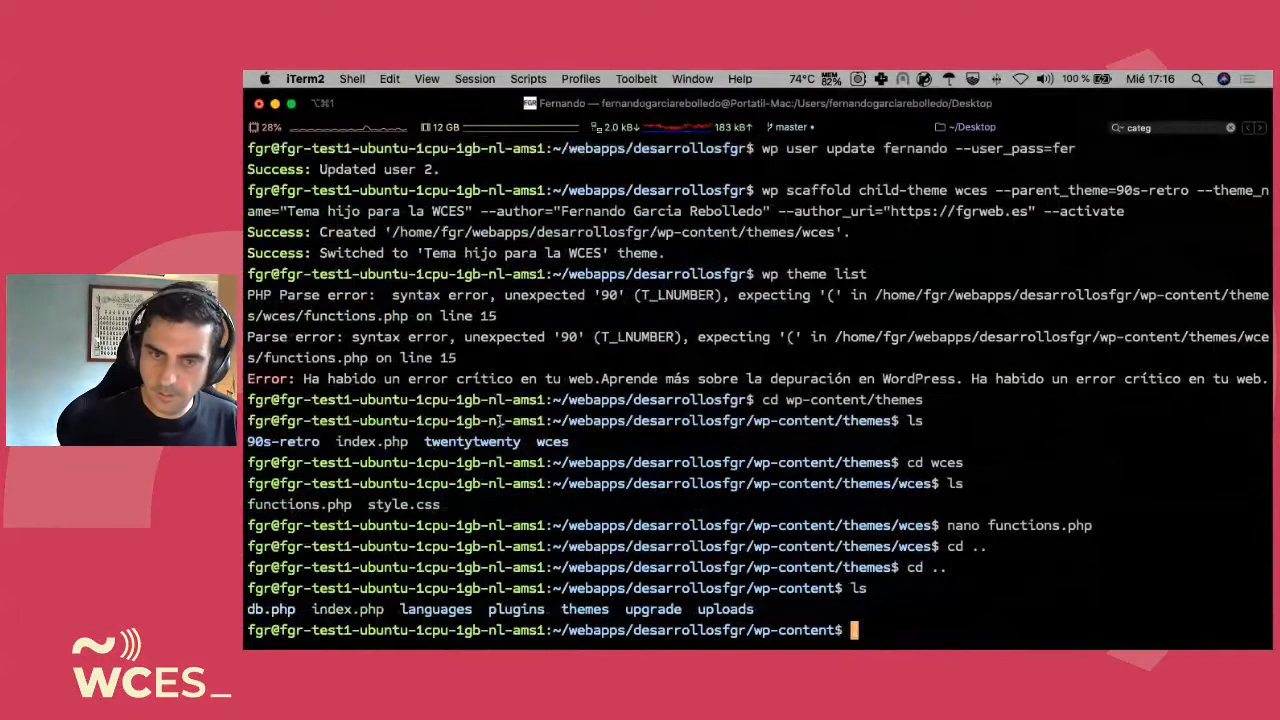 iTerm2 Shell Edit View Session Scripts Profiles Toolbelt Window Help 74°C MEM 82% 100 % Mié 17:16
⌥⌘1 FGR Fernando — fernandogarciarebolledo@Portatil-Mac:/Users/fernandogarciarebolledo/Desktop
28% 12 GB 2.0 kB↓ 183 kB↑ master ~/Desktop categ
fgr@fgr-test1-ubuntu-1cpu-1gb-nl-ams1:~/webapps/desarrollosfgr$ wp user update fernando --user_pass=fer
Success: Updated user 2.
fgr@fgr-test1-ubuntu-1cpu-1gb-nl-ams1:~/webapps/desarrollosfgr$ wp scaffold child-theme wces --parent_theme=90s-retro --theme_n
ame="Tema hijo para la WCES" --author="Fernando Garcia Rebolledo" --author_uri="https://fgrweb.es" --activate
Success: Created '/home/fgr/webapps/desarrollosfgr/wp-content/themes/wces'.
Success: Switched to 'Tema hijo para la WCES' theme.
fgr@fgr-test1-ubuntu-1cpu-1gb-nl-ams1:~/webapps/desarrollosfgr$ wp theme list
PHP Parse error:  syntax error, unexpected '90' (T_LNUMBER), expecting '(' in /home/fgr/webapps/desarrollosfgr/wp-content/theme
s/wces/functions.php on line 15
Parse error: syntax error, unexpected '90' (T_LNUMBER), expecting '(' in /home/fgr/webapps/desarrollosfgr/wp-content/themes/wce
s/functions.php on line 15
Error: Ha habido un error crítico en tu web.Aprende más sobre la depuración en WordPress. Ha habido un error crítico en tu web.
fgr@fgr-test1-ubuntu-1cpu-1gb-nl-ams1:~/webapps/desarrollosfgr$ cd wp-content/themes
fgr@fgr-test1-ubuntu-1cpu-1gb-nl-ams1:~/webapps/desarrollosfgr/wp-content/themes$ ls
90s-retro index.php twentytwenty wces
fgr@fgr-test1-ubuntu-1cpu-1gb-nl-ams1:~/webapps/desarrollosfgr/wp-content/themes$ cd wces
fgr@fgr-test1-ubuntu-1cpu-1gb-nl-ams1:~/webapps/desarrollosfgr/wp-content/themes/wces$ ls
functions.php style.css
fgr@fgr-test1-ubuntu-1cpu-1gb-nl-ams1:~/webapps/desarrollosfgr/wp-content/themes/wces$ nano functions.php
fgr@fgr-test1-ubuntu-1cpu-1gb-nl-ams1:~/webapps/desarrollosfgr/wp-content/themes/wces$ cd ..
fgr@fgr-test1-ubuntu-1cpu-1gb-nl-ams1:~/webapps/desarrollosfgr/wp-content/themes$ cd ..
fgr@fgr-test1-ubuntu-1cpu-1gb-nl-ams1:~/webapps/desarrollosfgr/wp-content$ ls
db.php index.php languages plugins themes upgrade uploads
fgr@fgr-test1-ubuntu-1cpu-1gb-nl-ams1:~/webapps/desarrollosfgr/wp-content$
WCES_